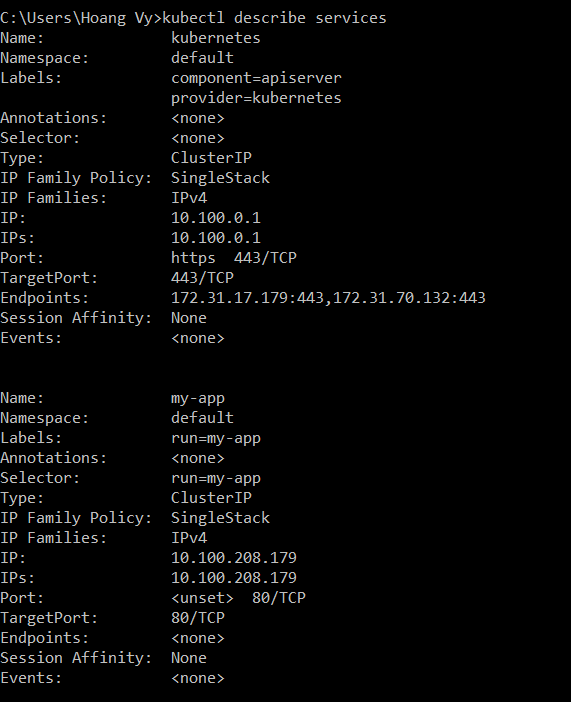 C:\Users\Hoang Vy>kubectl describe services
Name:              kubernetes
Namespace:         default
Labels:            component=apiserver
                   provider=kubernetes
Annotations:       <none>
Selector:          <none>
Type:              ClusterIP
IP Family Policy:  SingleStack
IP Families:       IPv4
IP:                10.100.0.1
IPs:               10.100.0.1
Port:              https  443/TCP
TargetPort:        443/TCP
Endpoints:         172.31.17.179:443,172.31.70.132:443
Session Affinity:  None
Events:            <none>

Name:              my-app
Namespace:         default
Labels:            run=my-app
Annotations:       <none>
Selector:          run=my-app
Type:              ClusterIP
IP Family Policy:  SingleStack
IP Families:       IPv4
IP:                10.100.208.179
IPs:               10.100.208.179
Port:              <unset>  80/TCP
TargetPort:        80/TCP
Endpoints:         <none>
Session Affinity:  None
Events:            <none>